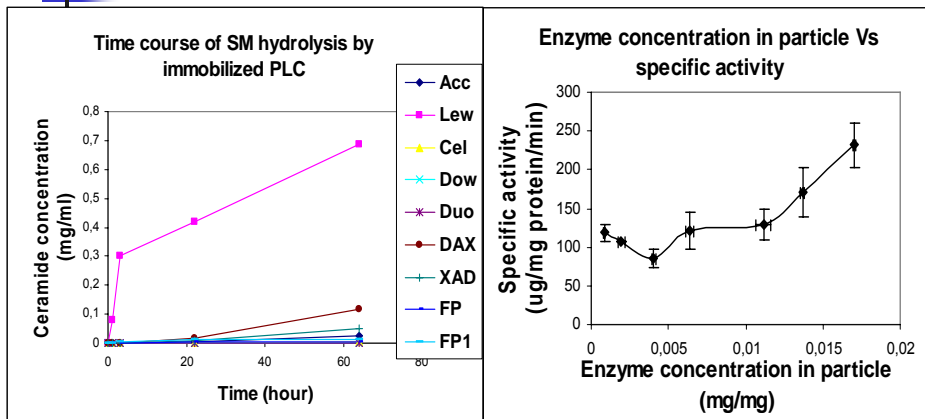 Time course of SM hydrolysis by
immobilized PLC
Ceramide concentration
(mg/ml)
0,8
0,7
0,6
0,5
0,4
0,3
0,2
0,1
0
0 20 40 60 80
Time (hour)
Acc
Lew
Cel
Dow
Duo
DAX
XAD
FP
FP1
Enzyme concentration in particle Vs
specific activity
Specific activity
(ug/mg protein/min)
300
250
200
150
100
50
0
0 0,005 0,01 0,015 0,02
Enzyme concentration in particle
(mg/mg)